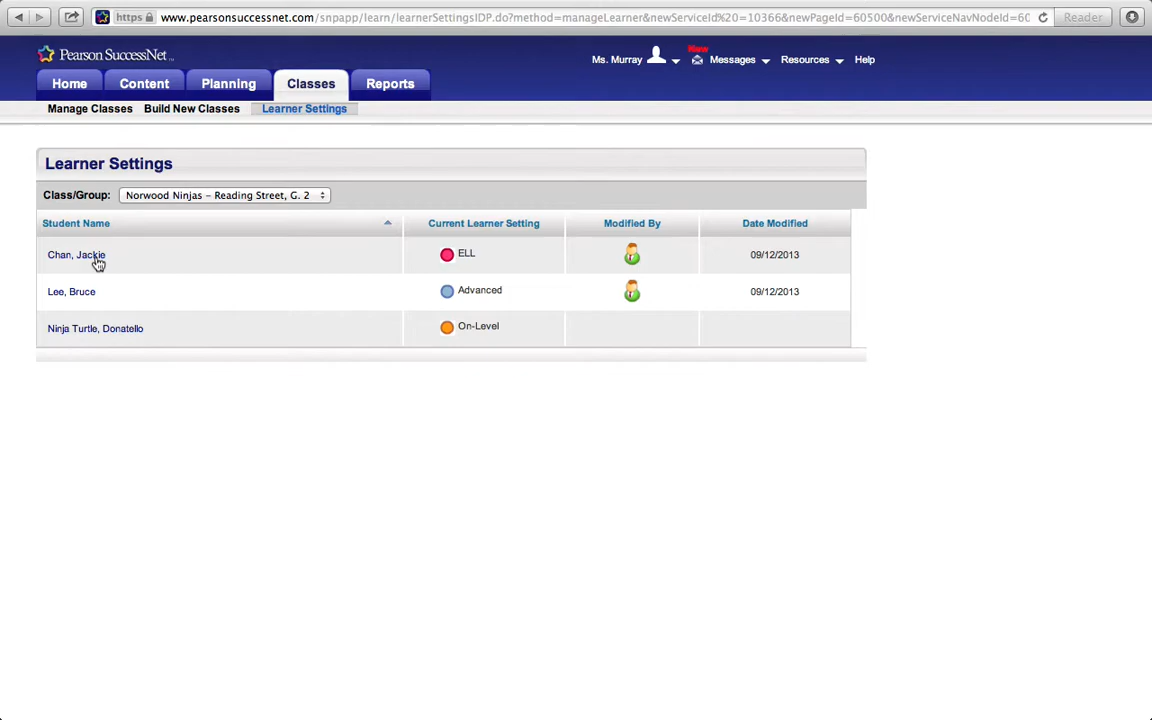 https www.pearsonsuccessnet.com/snpapp/learn/learnerSettingsIDP.do?method=manageLearner&newServiceId%20=10366&newPageId=60500&newServiceNavNodeId=60 Reader
Pearson SuccessNet
Ms. Murray New Messages Resources Help
Home Content Planning Classes Reports
Manage Classes Build New Classes Learner Settings
Learner Settings
Class/Group: Norwood Ninjas – Reading Street, G. 2
Student Name Current Learner Setting Modified By Date Modified
Chan, Jackie ELL 09/12/2013
Lee, Bruce Advanced 09/12/2013
Ninja Turtle, Donatello On-Level